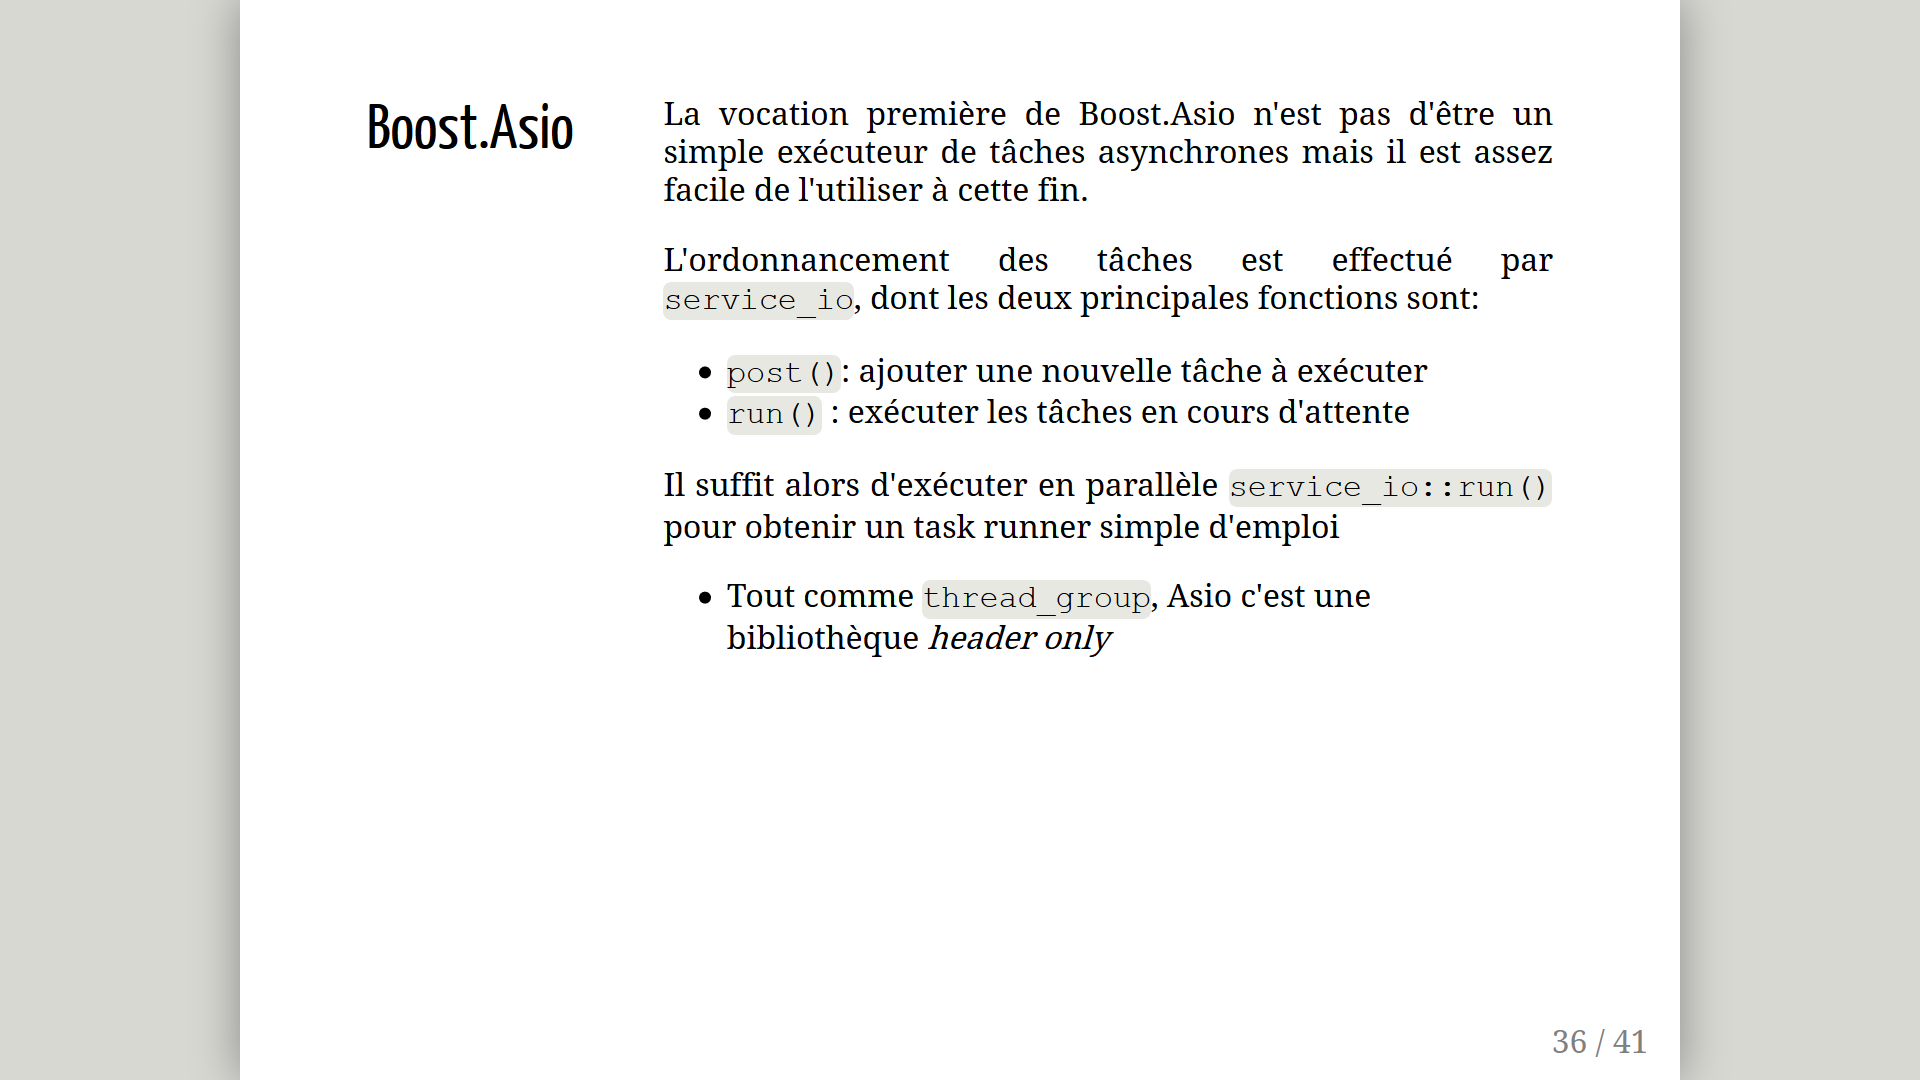 Boost.Asio
La vocation première de Boost.Asio n'est pas d'être un
simple exécuteur de tâches asynchrones mais il est assez
facile de l'utiliser à cette fin.
L'ordonnancement des tâches est effectué par
service_io, dont les deux principales fonctions sont:
• post(): ajouter une nouvelle tâche à exécuter
• run() : exécuter les tâches en cours d'attente
Il suffit alors d'exécuter en parallèle service_io::run()
pour obtenir un task runner simple d'emploi
• Tout comme thread_group, Asio c'est une
bibliothèque header only
36 / 41